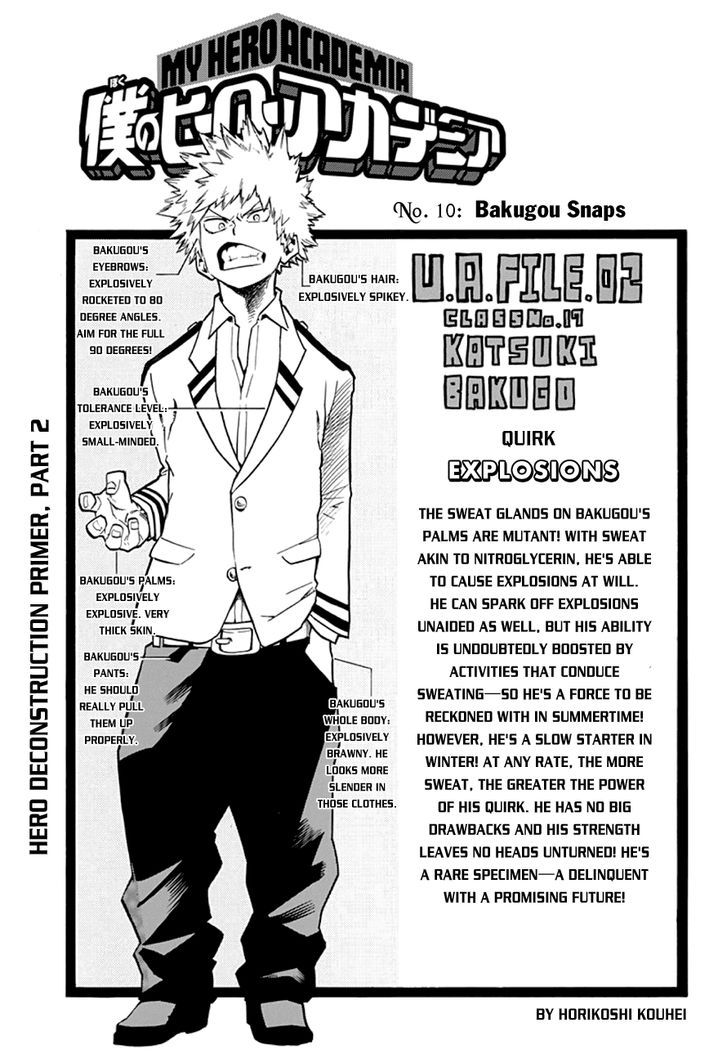 MY HERO ACADEMIA
ぼく
僕のヒーローアカデミア
No. 10: Bakugou Snaps
BAKUGOU'S
EYEBROWS:
EXPLOSIVELY
ROCKETED TO 80
DEGREE ANGLES.
AIM FOR THE FULL
90 DEGREES!
BAKUGOU'S HAIR:
EXPLOSIVELY SPIKEY.
BAKUGOU'S
TOLERANCE LEVEL:
EXPLOSIVELY
SMALL-MINDED.
BAKUGOU'S PALMS:
EXPLOSIVELY
EXPLOSIVE. VERY
THICK SKIN.
BAKUGOU'S
PANTS:
HE SHOULD
REALLY PULL
THEM UP
PROPERLY.
BAKUGOU'S
WHOLE BODY:
EXPLOSIVELY
BRAWNY. HE
LOOKS MORE
SLENDER IN
THOSE CLOTHES.
U.A.FILE.02
CLASS No.17
KATSUKI
BAKUGO
QUIRK
EXPLOSIONS
THE SWEAT GLANDS ON BAKUGOU'S
PALMS ARE MUTANT! WITH SWEAT
AKIN TO NITROGLYCERIN, HE'S ABLE
TO CAUSE EXPLOSIONS AT WILL.
HE CAN SPARK OFF EXPLOSIONS
UNAIDED AS WELL, BUT HIS ABILITY
IS UNDOUBTEDLY BOOSTED BY
ACTIVITIES THAT CONDUCE
SWEATING—SO HE'S A FORCE TO BE
RECKONED WITH IN SUMMERTIME!
HOWEVER, HE'S A SLOW STARTER IN
WINTER! AT ANY RATE, THE MORE
SWEAT, THE GREATER THE POWER
OF HIS QUIRK. HE HAS NO BIG
DRAWBACKS AND HIS STRENGTH
LEAVES NO HEADS UNTURNED! HE'S
A RARE SPECIMEN—A DELINQUENT
WITH A PROMISING FUTURE!
HERO DECONSTRUCTION PRIMER, PART 2
BY HORIKOSHI KOUHEI